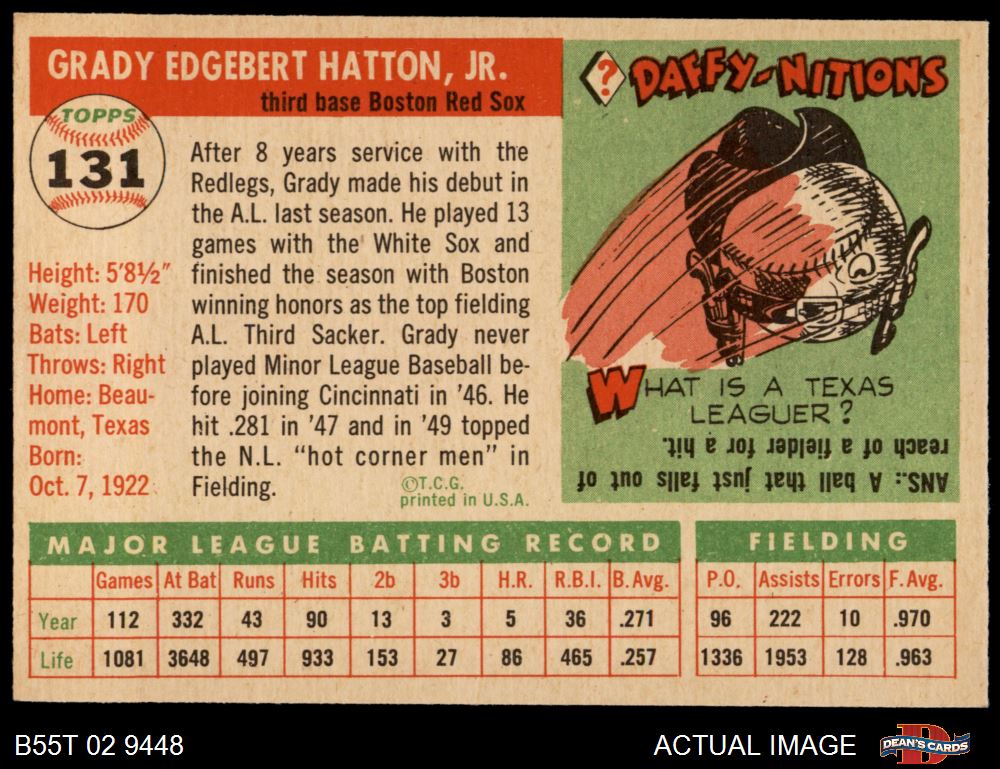 GRADY EDGEBERT HATTON, JR.
third base Boston Red Sox
TOPPS
131
After 8 years service with the
Redlegs, Grady made his debut in
the A.L. last season. He played 13
games with the White Sox and
finished the season with Boston
winning honors as the top fielding
A.L. Third Sacker. Grady never
played Minor League Baseball be-
fore joining Cincinnati in '46. He
hit .281 in '47 and in '49 topped
the N.L. "hot corner men" in
Fielding.
©T.C.G.
printed in U.S.A.
Height: 5'8½"
Weight: 170
Bats: Left
Throws: Right
Home: Beau-
mont, Texas
Born:
Oct. 7, 1922
? DAFFY-NITIONS
WHAT IS A TEXAS
LEAGUER?
ANS.: A ball that just falls out of
reach of a fielder for a hit.
MAJOR LEAGUE BATTING RECORD
Games At Bat Runs Hits 2b 3b H.R. R.B.I. B.Avg.
Year 112 332 43 90 13 3 5 36 .271
Life 1081 3648 497 933 153 27 86 465 .257
FIELDING
P.O. Assists Errors F. Avg.
96 222 10 .970
1336 1953 128 .963
B55T 02 9448
ACTUAL IMAGE
DEAN'S CARDS